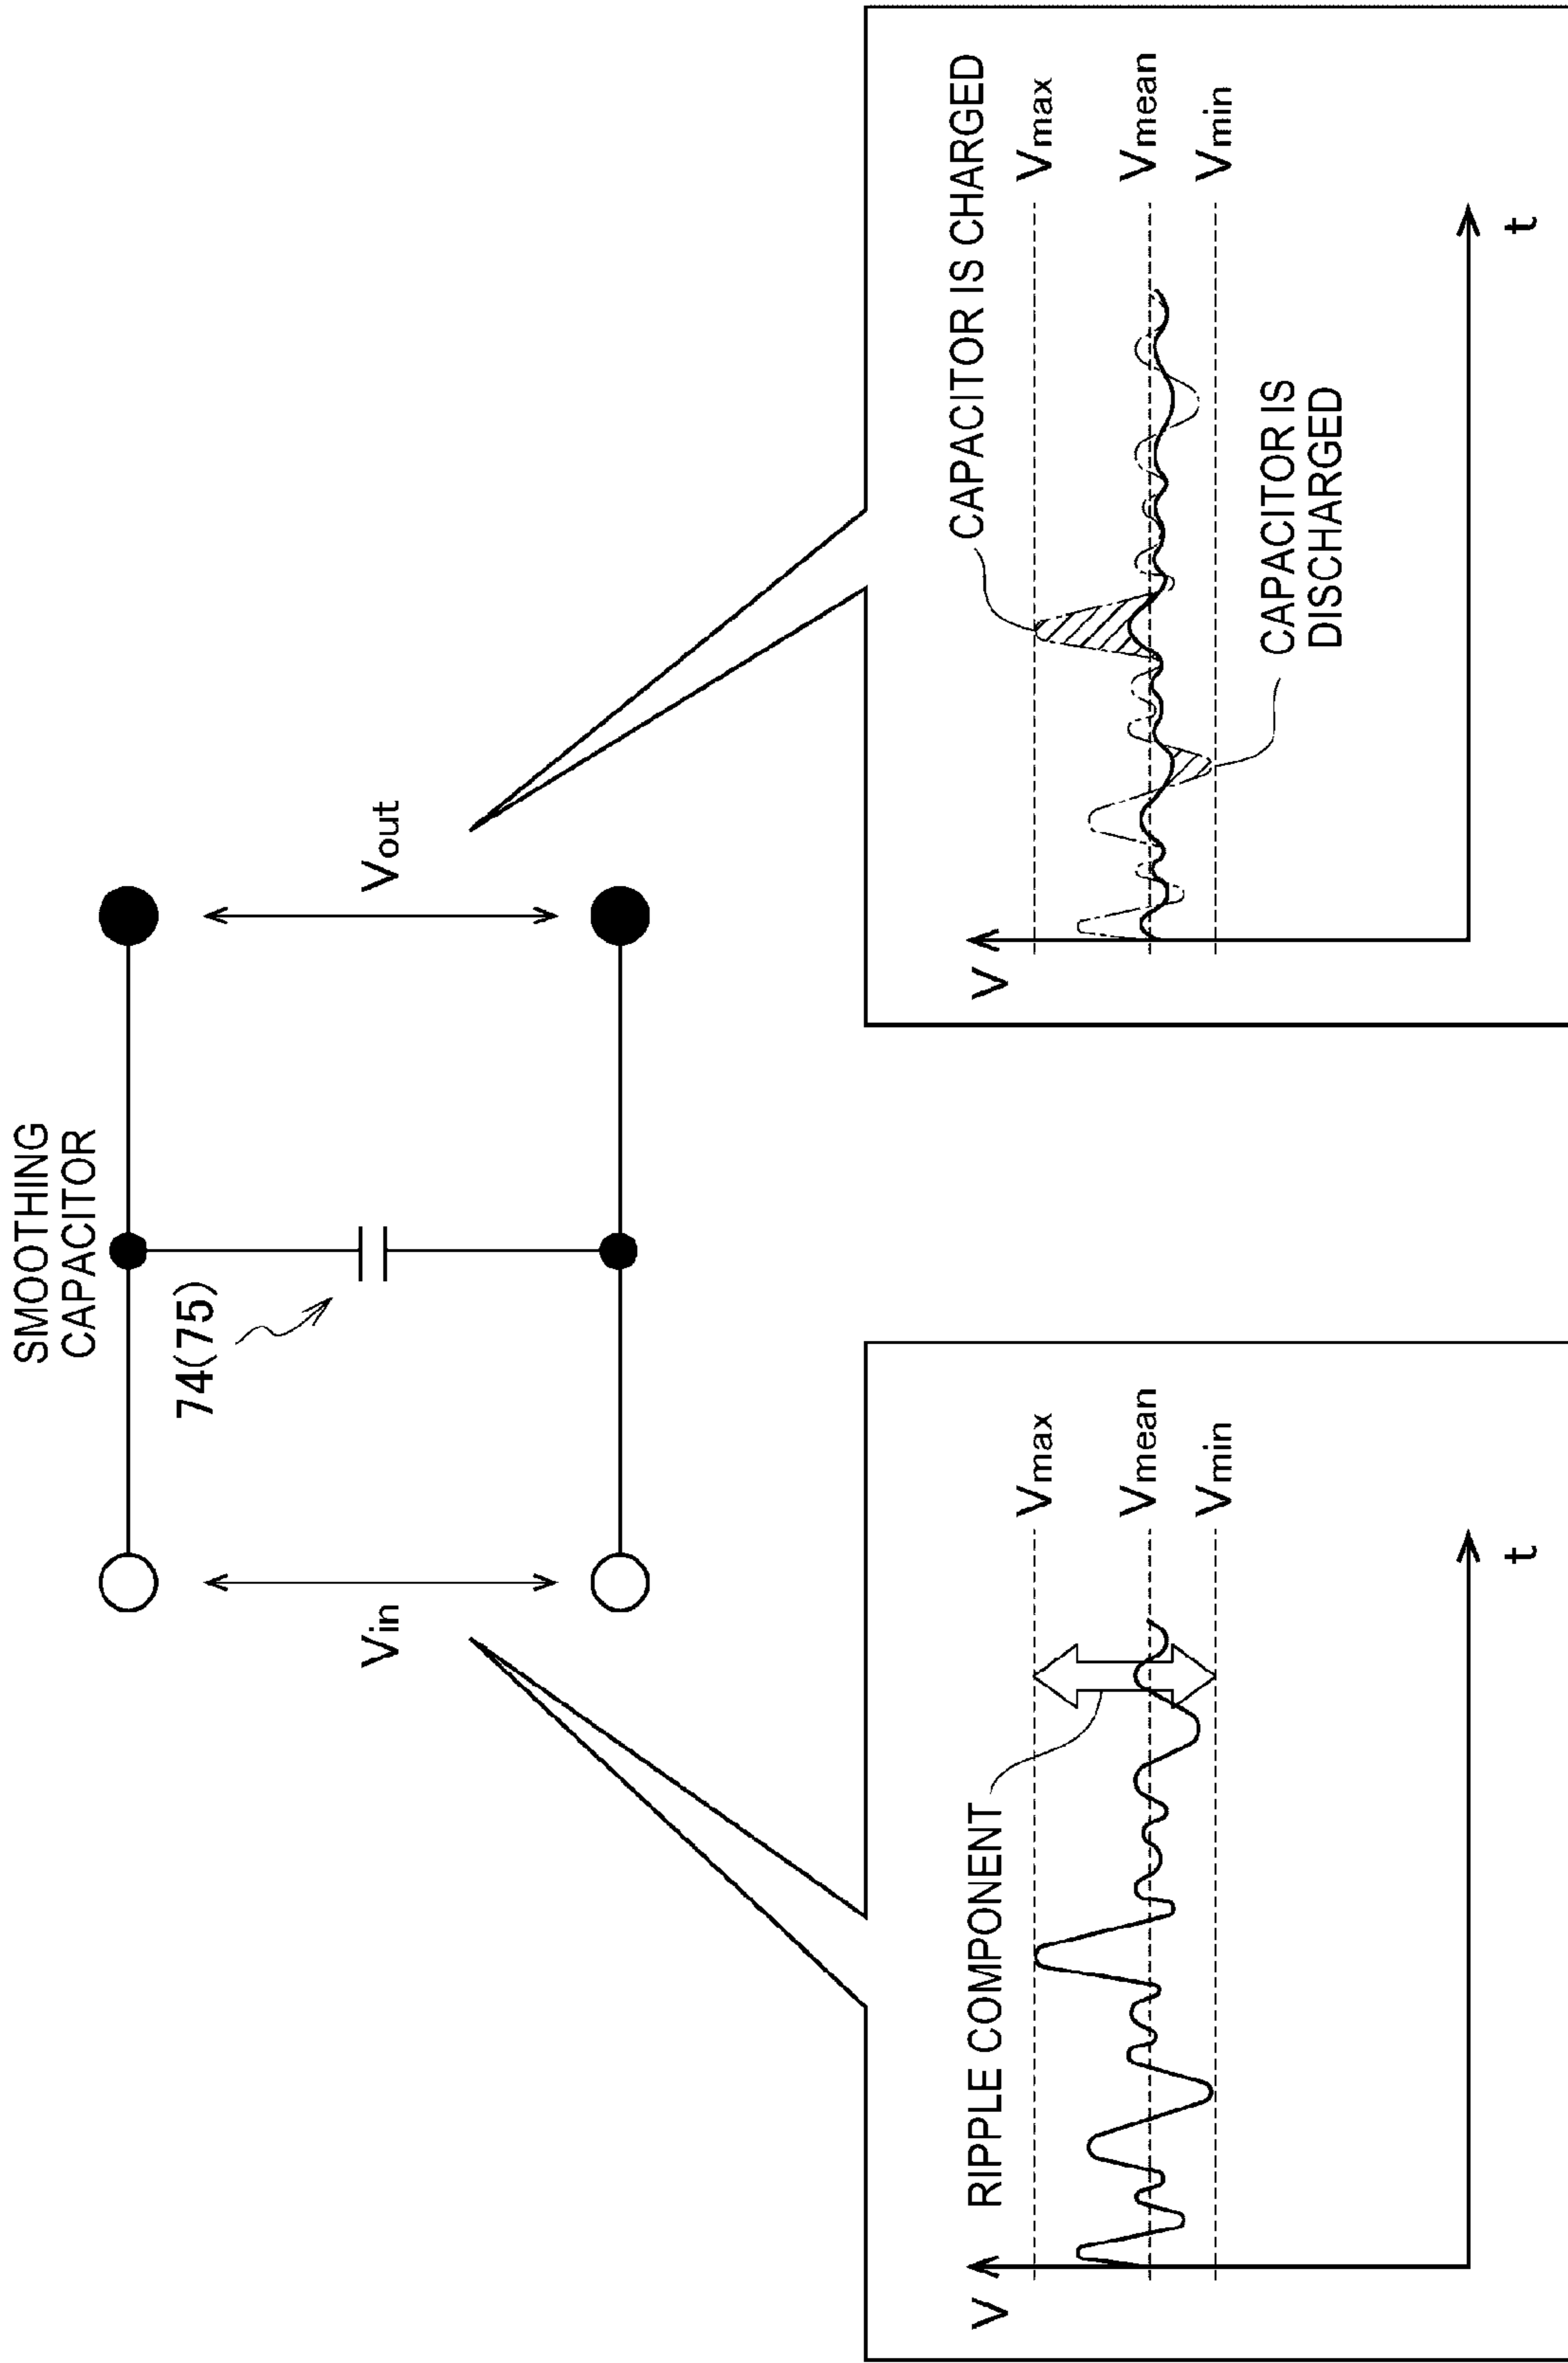 SMOOTHING
CAPACITOR
74(75)
Vin
Vout
V
RIPPLE COMPONENT
Vmax
Vmean
Vmin
t
V
CAPACITOR IS CHARGED
Vmax
Vmean
Vmin
CAPACITOR IS
DISCHARGED
t